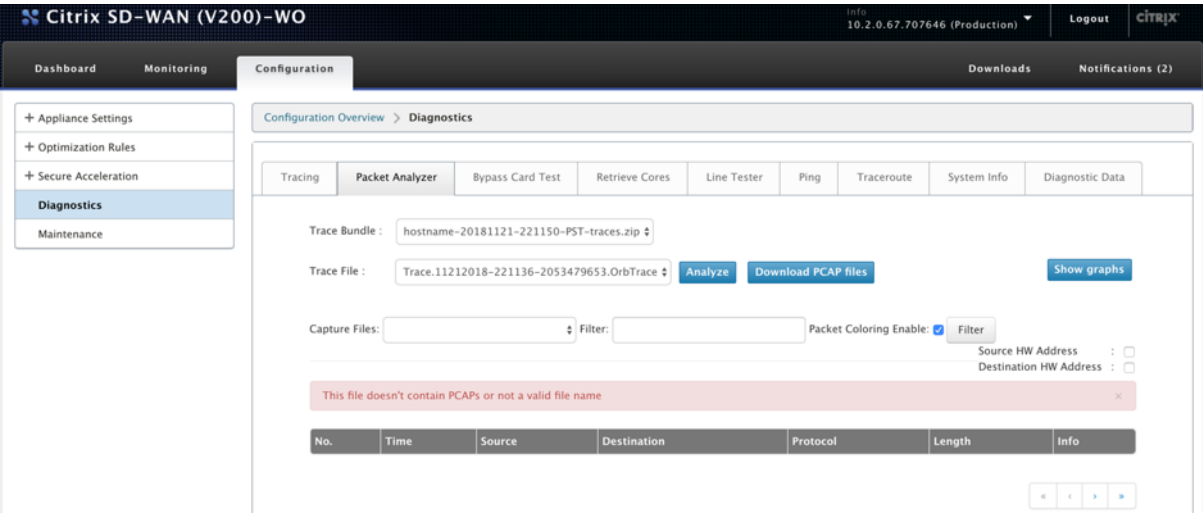 Citrix SD-WAN (V200)-WO
Info
10.2.0.67.707646 (Production)
Logout
CITRIX
Dashboard Monitoring Configuration Downloads Notifications (2)
+ Appliance Settings
+ Optimization Rules
+ Secure Acceleration
Diagnostics
Maintenance
Configuration Overview > Diagnostics
Tracing Packet Analyzer Bypass Card Test Retrieve Cores Line Tester Ping Traceroute System Info Diagnostic Data
Trace Bundle : hostname-20181121-221150-PST-traces.zip
Trace File : Trace.11212018-221136-2053479653.OrbTrace Analyze Download PCAP files Show graphs
Capture Files: Filter: Packet Coloring Enable: Filter
Source HW Address :
Destination HW Address :
This file doesn't contain PCAPs or not a valid file name ×
No. Time Source Destination Protocol Length Info
« ‹ › »